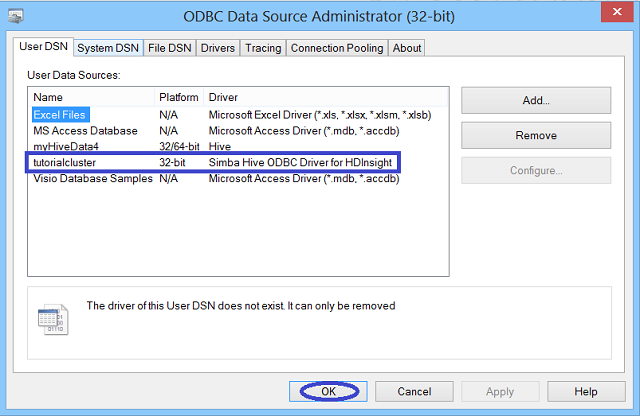 ODBC Data Source Administrator (32-bit)
User DSN System DSN File DSN Drivers Tracing Connection Pooling About
User Data Sources:
Name Platform Driver
Excel Files N/A Microsoft Excel Driver (*.xls, *.xlsx, *.xlsm, *.xlsb)
MS Access Database N/A Microsoft Access Driver (*.mdb, *.accdb)
myHiveData4 32/64-bit Hive
tutorialcluster 32-bit Simba Hive ODBC Driver for HDInsight
Visio Database Samples N/A Microsoft Access Driver (*.mdb, *.accdb)
Add...
Remove
Configure...
The driver of this User DSN does not exist. It can only be removed
OK Cancel Apply Help